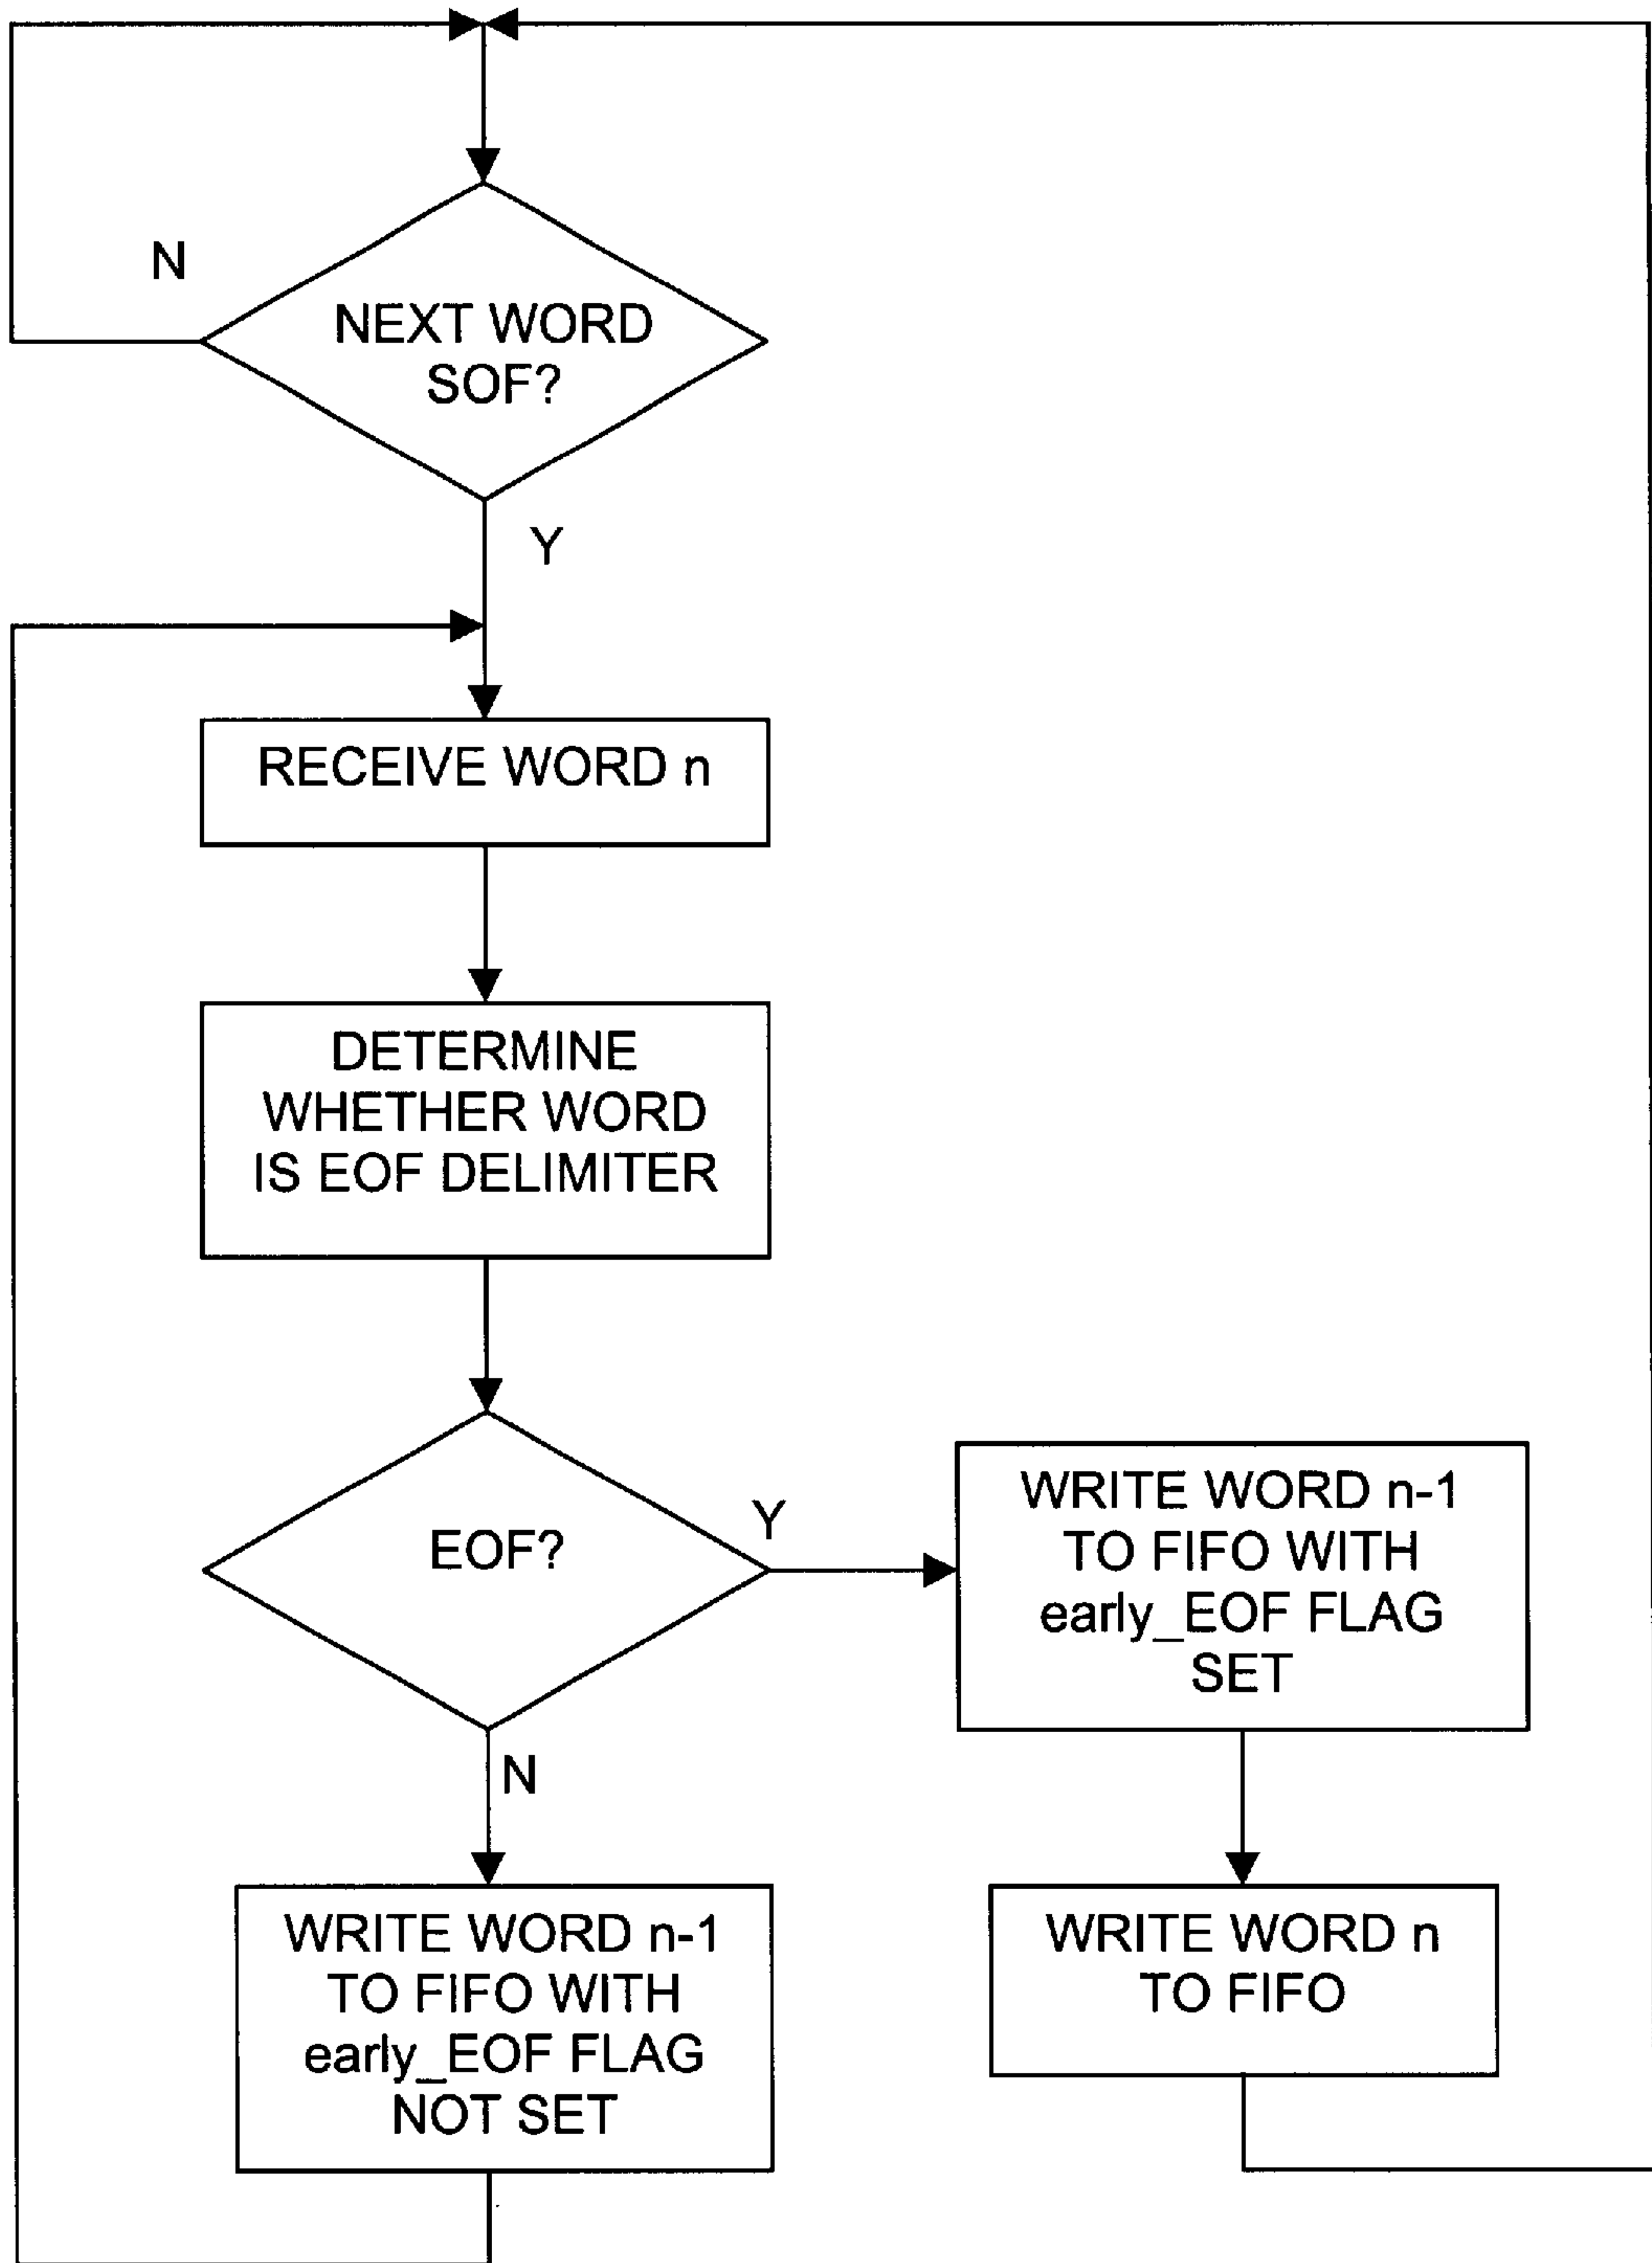 N
NEXT WORD
SOF?
Y
RECEIVE WORD n
DETERMINE
WHETHER WORD
IS EOF DELIMITER
EOF?
Y
WRITE WORD n-1
TO FIFO WITH
early_EOF FLAG
SET
N
WRITE WORD n-1
TO FIFO WITH
early_EOF FLAG
NOT SET
WRITE WORD n
TO FIFO